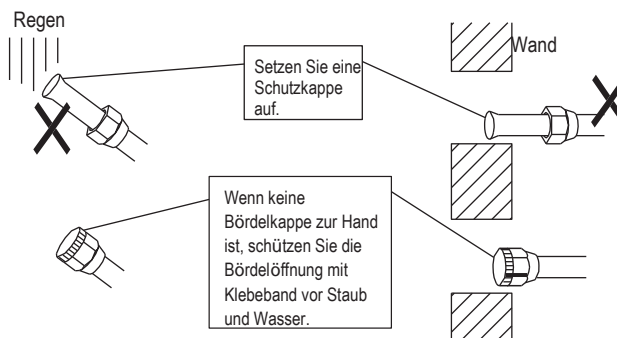 Regen
Wand
Setzen Sie eine
Schutzkappe
auf.
Wenn keine
Bördelkappe zur Hand
ist, schützen Sie die
Bördelöffnung mit
Klebeband vor Staub
und Wasser.